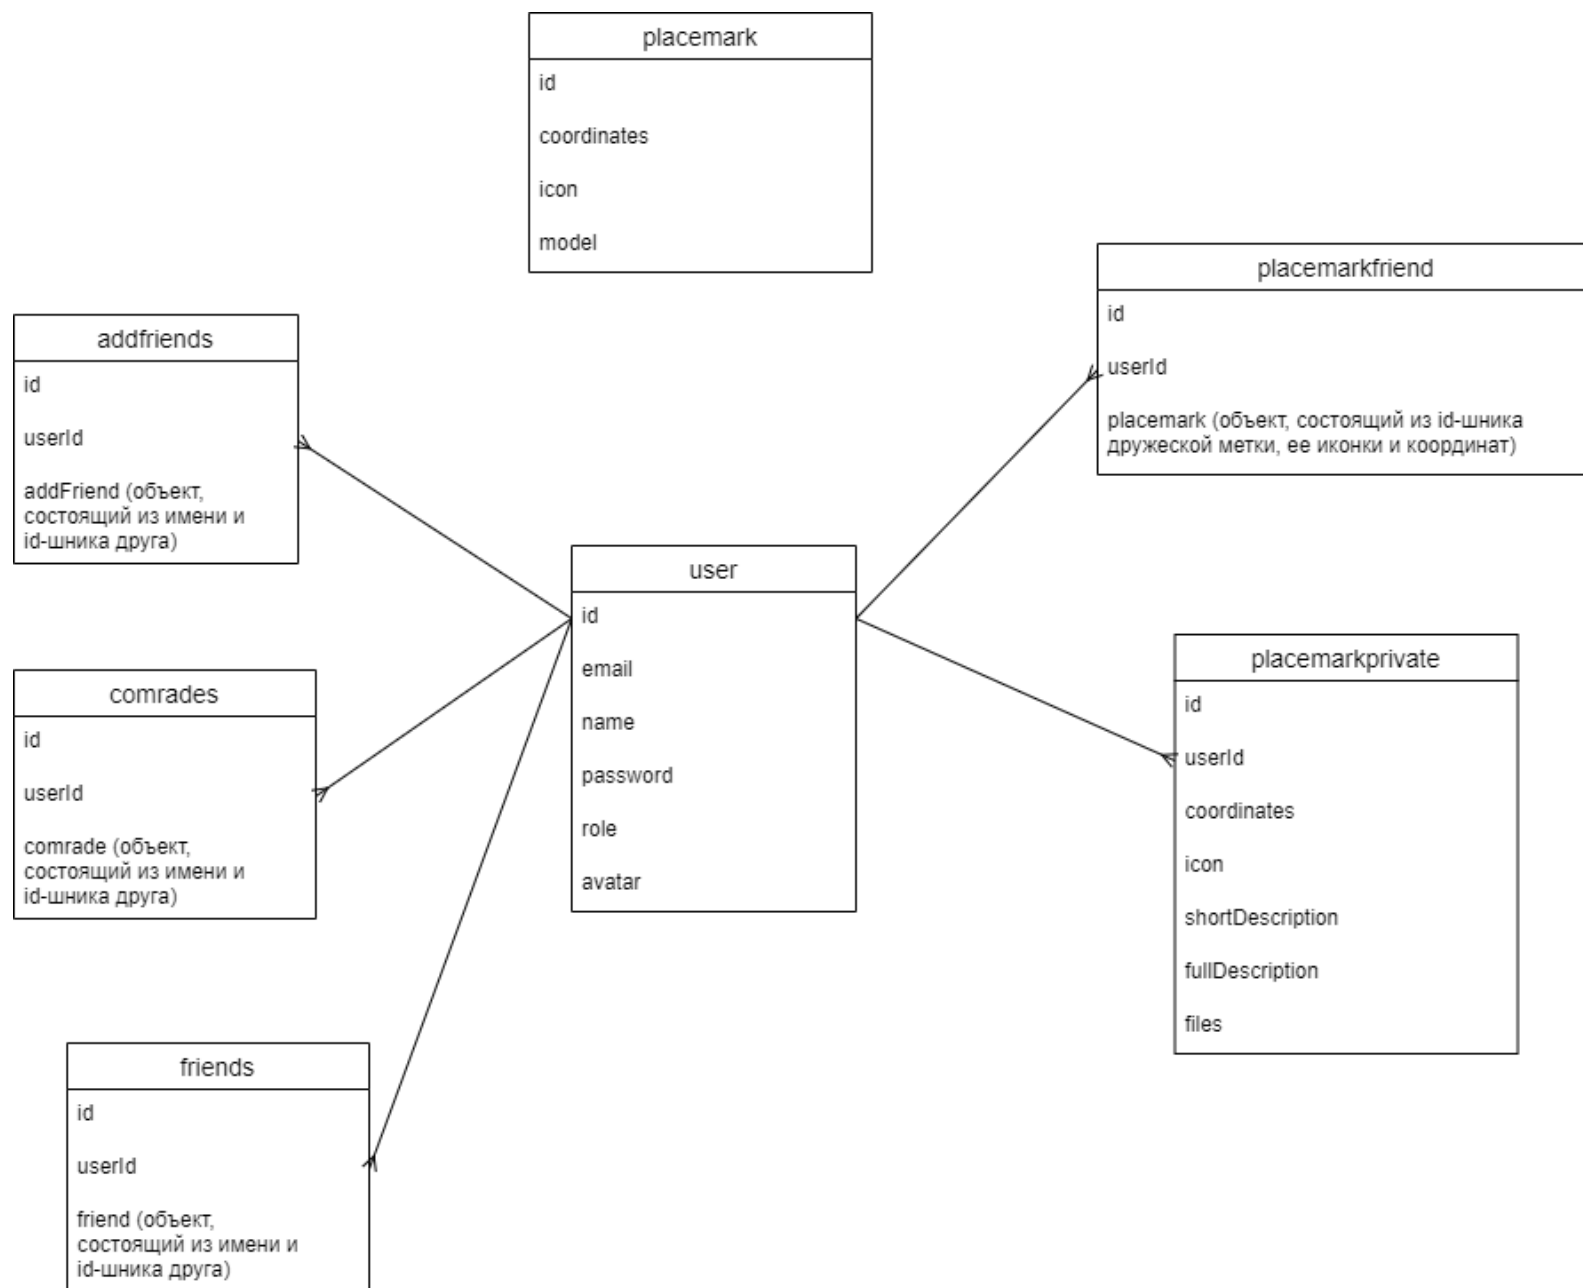 placemark
id
coordinates
icon
model
placemarkfriend
id
userId
placemark (объект, состоящий из id-шника
дружеской метки, ее иконки и координат)
addfriends
id
userId
addFriend (объект,
состоящий из имени и
id-шника друга)
user
id
email
name
password
role
avatar
placemarkprivate
id
userId
coordinates
icon
shortDescription
fullDescription
files
comrades
id
userId
comrade (объект,
состоящий из имени и
id-шника друга)
friends
id
userId
friend (объект,
состоящий из имени и
id-шника друга)